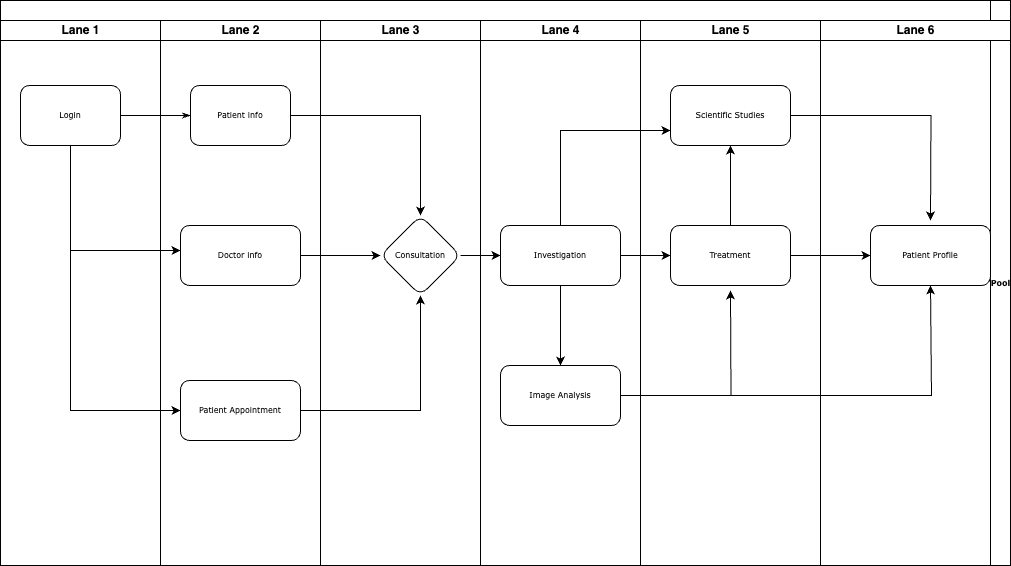 Lane 1
Lane 2
Lane 3
Lane 4
Lane 5
Lane 6
Login
Patient info
Scientific Studies
Doctor info
Consultation
Investigation
Treatment
Patient Profile
Pool
Image Analysis
Patient Appointment